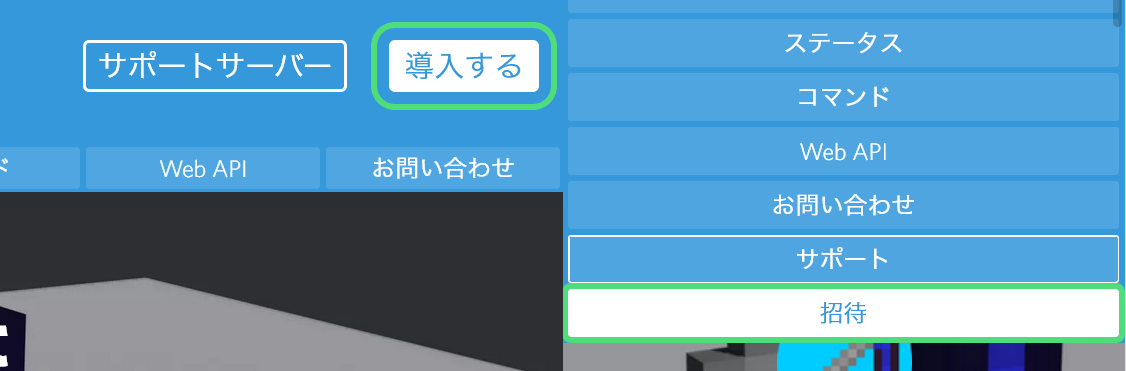 サポートサーバー
導入する
Web API
お問い合わせ
ステータス
コマンド
Web API
お問い合わせ
サポート
招待